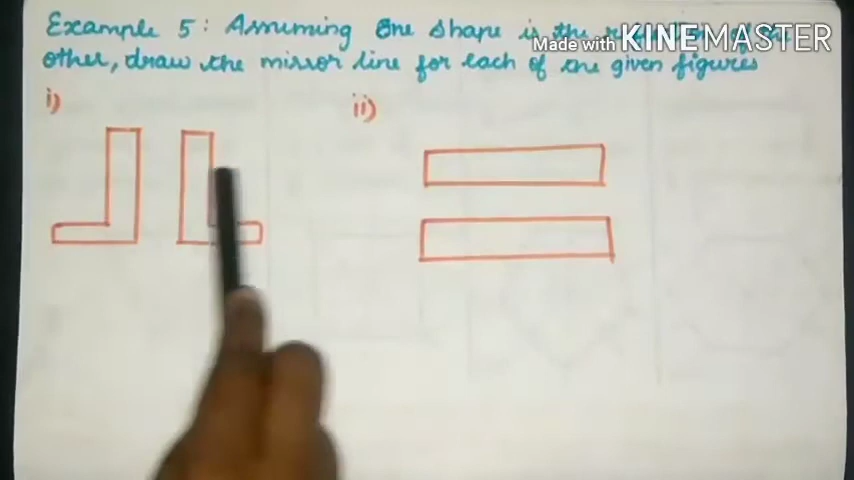 Example 5: Assuming One shape is the
Made with KINEMASTER
other, draw the mirror line for each of the given figures
i)
ii)